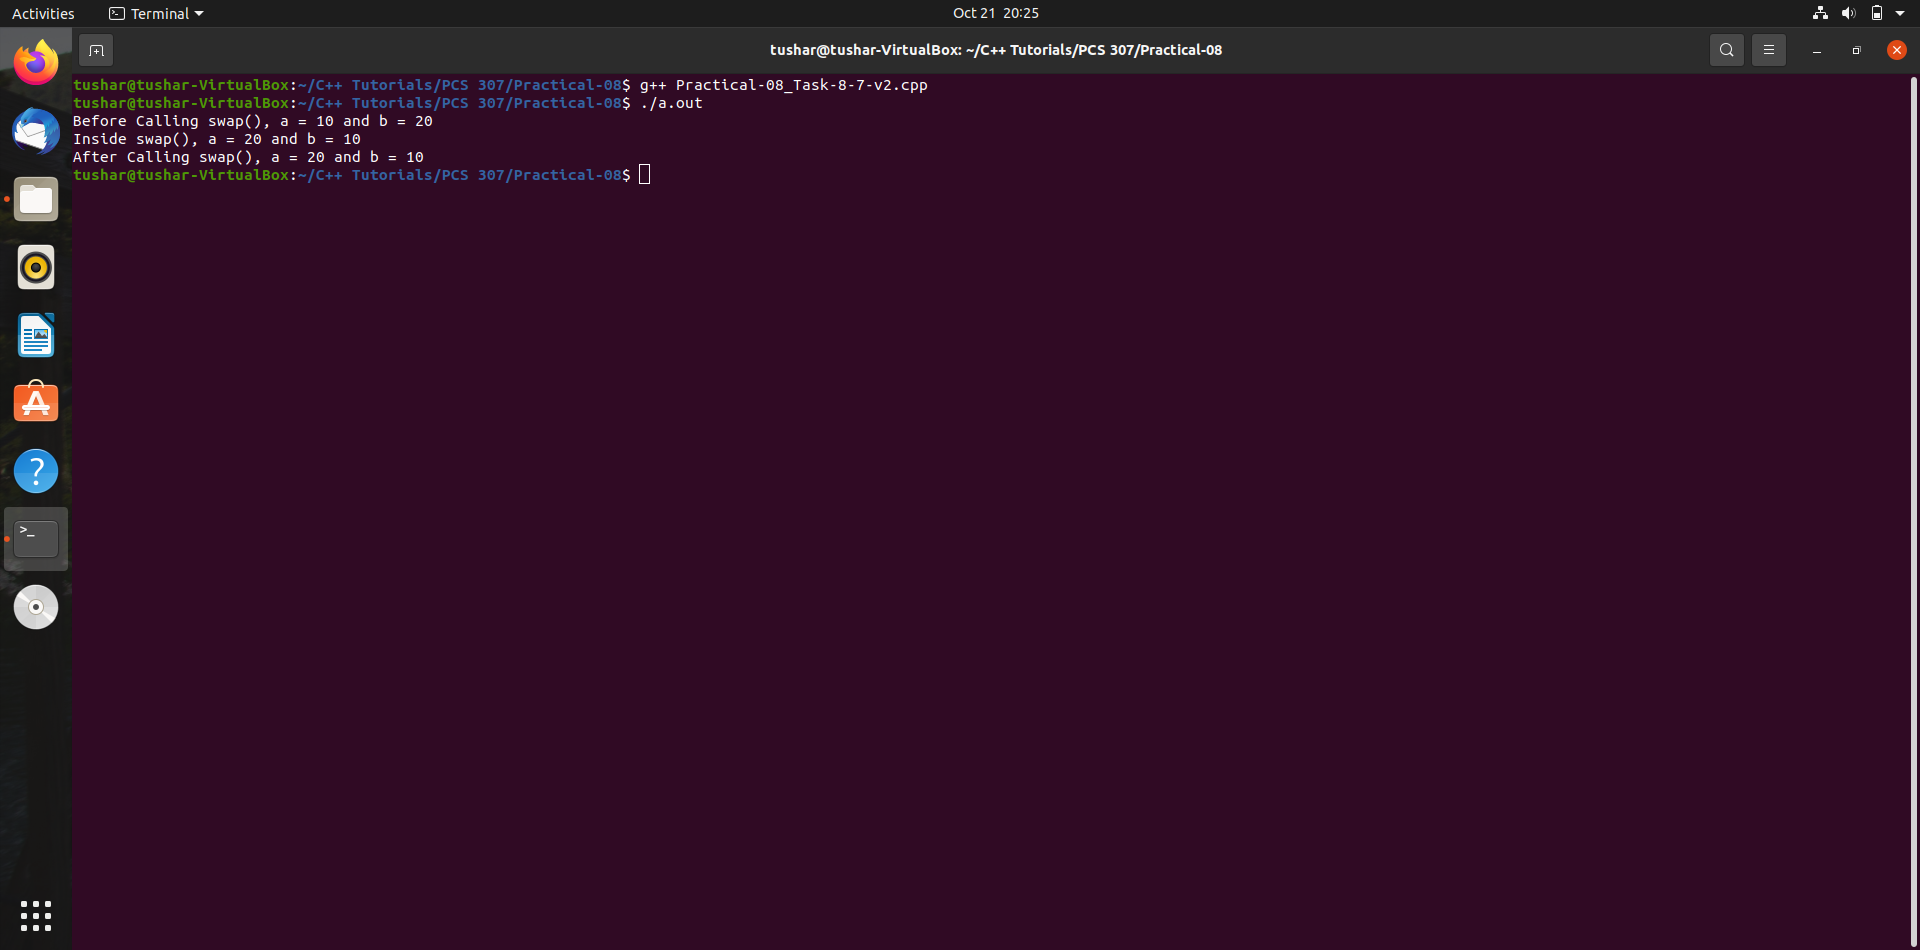 Activities
Terminal
Oct 21 20:25
tushar@tushar-VirtualBox: ~/C++ Tutorials/PCS 307/Practical-08
tushar@tushar-VirtualBox:~/C++ Tutorials/PCS 307/Practical-08$ g++ Practical-08_Task-8-7-v2.cpp
tushar@tushar-VirtualBox:~/C++ Tutorials/PCS 307/Practical-08$ ./a.out
Before Calling swap(), a = 10 and b = 20
Inside swap(), a = 20 and b = 10
After Calling swap(), a = 20 and b = 10
tushar@tushar-VirtualBox:~/C++ Tutorials/PCS 307/Practical-08$